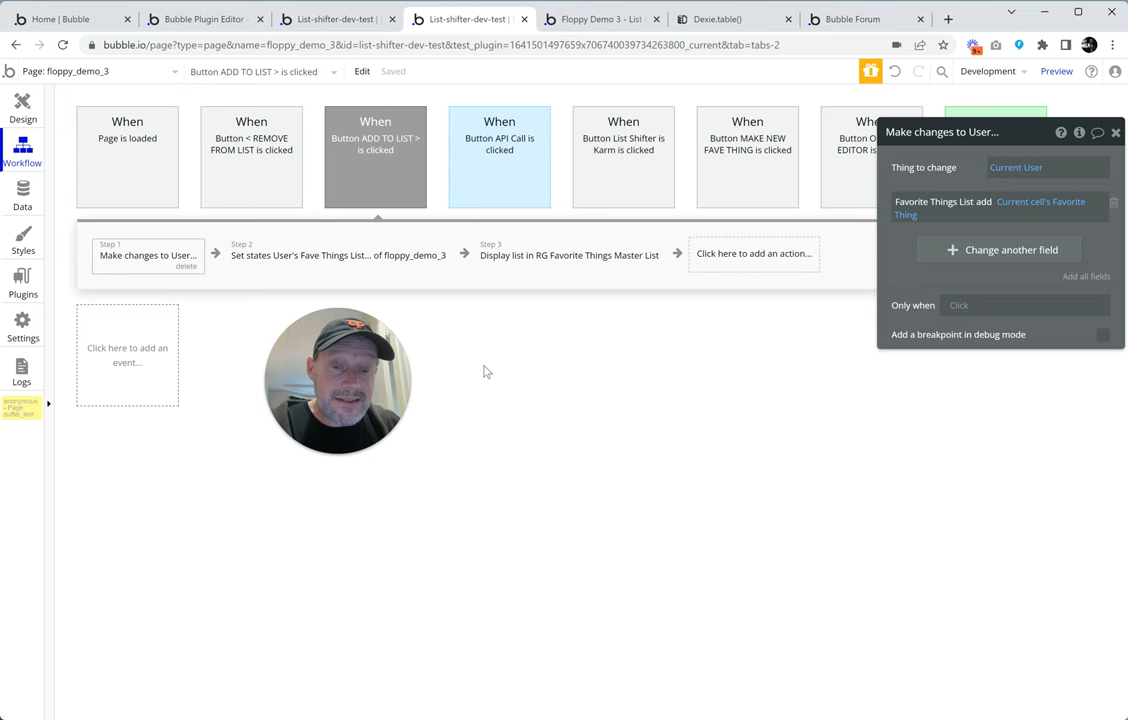 Home | Bubble
Bubble Plugin Editor -
List-shifter-dev-test |
List-shifter-dev-test |
Floppy Demo 3 - List
Dexie.table()
Bubble Forum
bubble.io/page?type=page&name=floppy_demo_3&id=list-shifter-dev-test&test_plugin=1641501497659x706740039734263800_current&tab=tabs-2
9+
Page: floppy_demo_3
Button ADD TO LIST > is clicked
Edit
Saved
Development
Preview
Design
Workflow
Data
Styles
Plugins
Settings
Logs
anonymous
- Page
duffel_test
When
Page is loaded
When
Button < REMOVE
FROM LIST is clicked
When
Button ADD TO LIST >
is clicked
When
Button API Call is
clicked
When
Button List Shifter is
Karm is clicked
When
Button MAKE NEW
FAVE THING is clicked
When
Button O
EDITOR is
Step 1
Make changes to User...
delete
Step 2
Set states User's Fave Things List... of floppy_demo_3
Step 3
Display list in RG Favorite Things Master List
Click here to add an action...
Click here to add an
event...
Make changes to User...
Thing to change
Current User
Favorite Things List add Current cell's Favorite
Thing
Change another field
Add all fields
Only when
Click
Add a breakpoint in debug mode